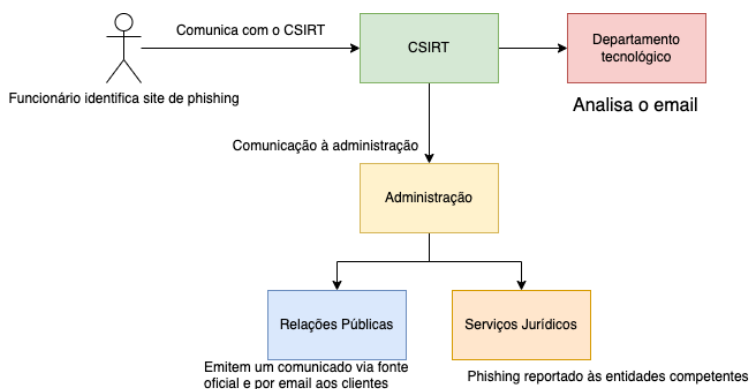 Comunica com o CSIRT
CSIRT
Departamento
tecnológico
Funcionário identifica site de phishing
Analisa o email
Comunicação à administração
Administração
Relações Públicas
Serviços Jurídicos
Emitem um comunicado via fonte
oficial e por email aos clientes
Phishing reportado às entidades competentes